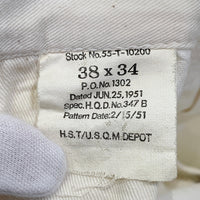 Stock No.55-T-10200
38 x 34
P.O.No.1302
Dated JUN.25,1951
Spec.H.Q.D.No.347 B
Pattern Date: 2/15/51
H.S.T./U.S.Q.M.DEPOT